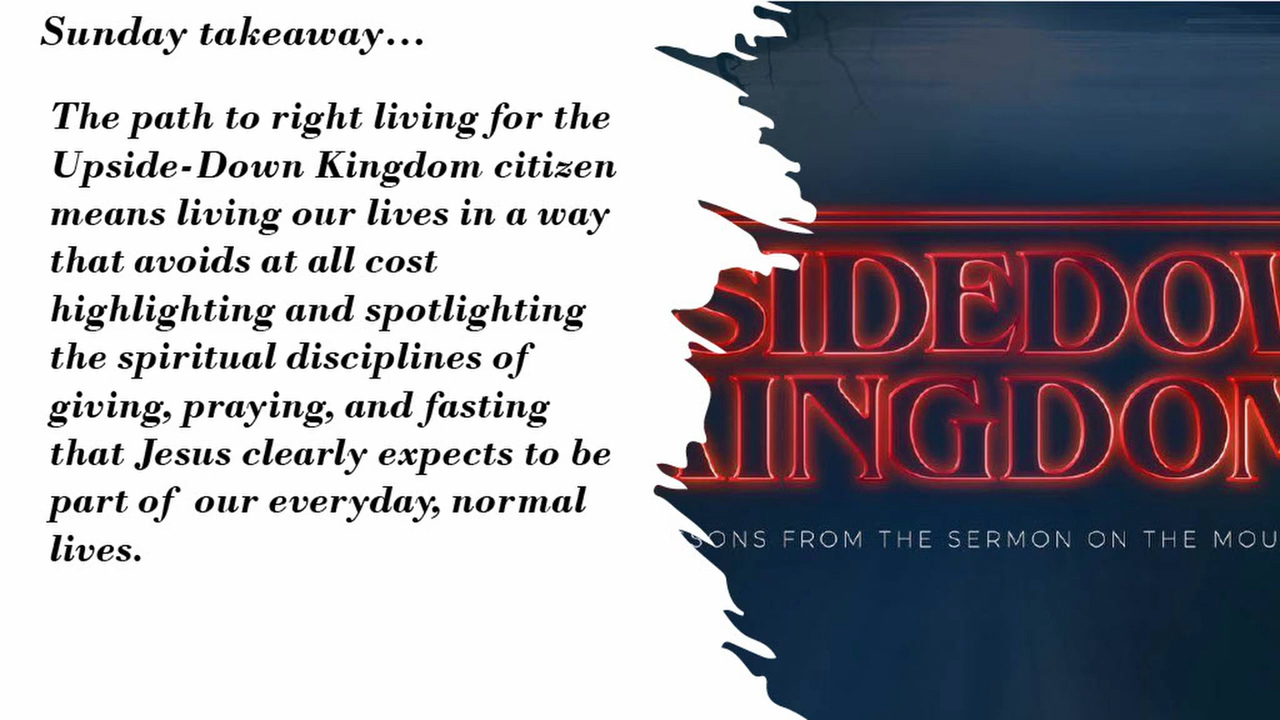 Sunday takeaway...
The path to right living for the
Upside-Down Kingdom citizen
means living our lives in a way
that avoids at all cost
highlighting and spotlighting
the spiritual disciplines of
giving, praying, and fasting
that Jesus clearly expects to be
part of our everyday, normal
lives.
SIDEDOW
KINGDOM
SONS FROM THE SERMON ON THE MOU